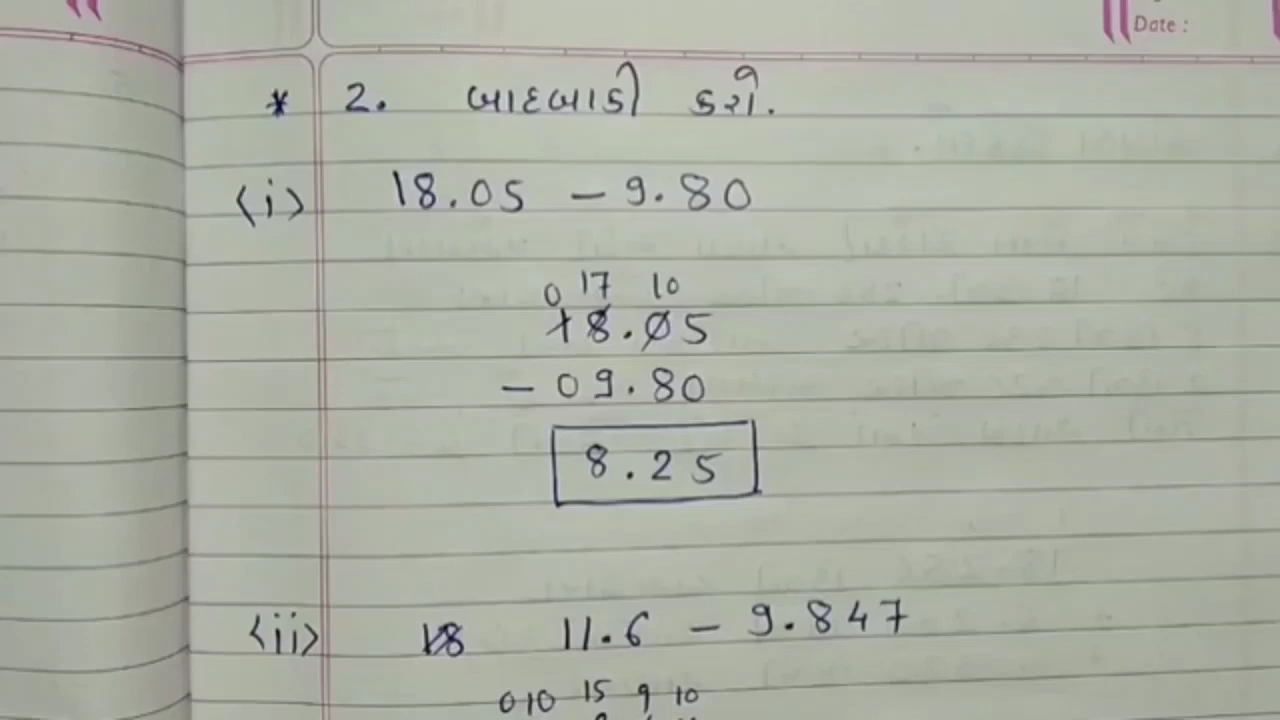 Date :
* 2. બાદબાકી કરો.
<i> 18.05 - 9.80
0 17 10
18.05
- 09.80
8.25
<ii> 18 11.6 - 9.847
0 10 15 9 10